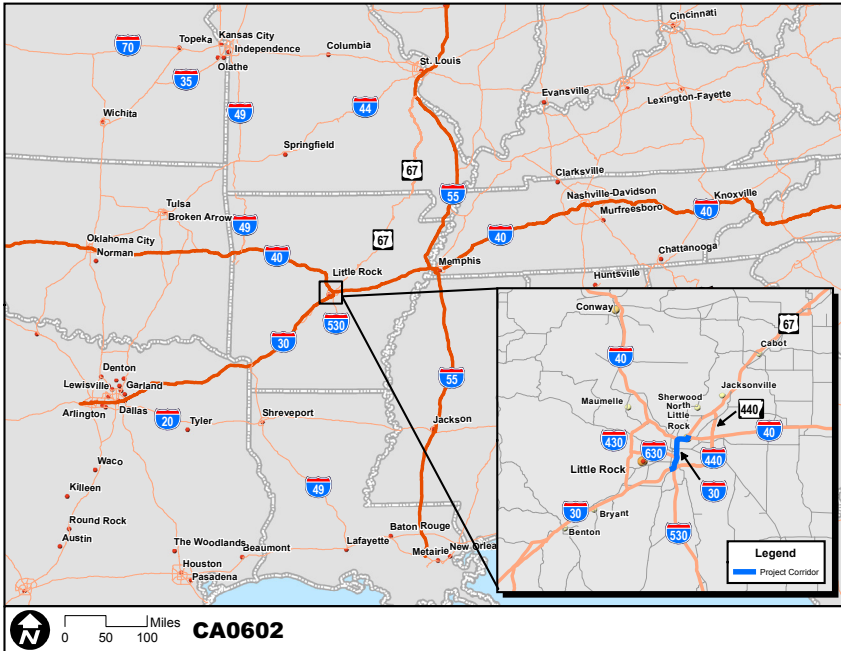 Cincinnati
Kansas City
Topeka
Independence
Columbia
70
Olathe
St. Louis
35
Evansville
Lexington-Fayette
49
44
Wichita
Springfield
67
Clarksville
55
Nashville-Davidson
Knoxville
Tulsa
Murfreesboro
40
Broken Arrow
49
40
67
Oklahoma City
Norman
Chattanooga
40
Little Rock
Memphis
Huntsville
530
30
Denton
Lewisville
Garland
55
Arlington
Dallas
20
Tyler
Shreveport
Jackson
Waco
49
Killeen
Round Rock
Austin
The Woodlands
Beaumont
Lafayette
Baton Rouge
Metairie
New Orlea
Houston
Pasadena
Conway
67
Cabot
40
Jacksonville
Sherwood
Maumelle
North
Little
Rock
440
430
630
40
Little Rock
440
30
30
Bryant
530
Benton
Legend
Project Corridor
N
Miles
0 50 100
CA0602